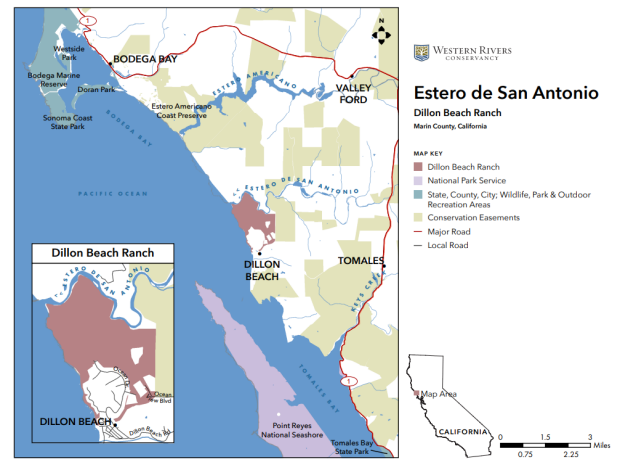 N
1
Westside
Park
BODEGA BAY
Bodega Marine
Reserve
Doran Park
Sonoma Coast
State Park
BODEGA BAY
Estero Americano
Coast Preserve
ESTERO AMERICANO
VALLEY
FORD
PACIFIC OCEAN
ESTERO DE SAN ANTONIO
DILLON
BEACH
TOMALES
KEYS CREEK
TOMALES BAY
1
Point Reyes
National Seashore
Tomales Bay
State Park
Dillon Beach Ranch
ESTERO DE SAN ANTONIO
Ocean
Blvd
DILLON BEACH
Dillon Beach Rd
WESTERN RIVERS
CONSERVANCY
Estero de San Antonio
Dillon Beach Ranch
Marin County, California
MAP KEY
Dillon Beach Ranch
National Park Service
State, County, City; Wildlife, Park & Outdoor
Recreation Areas
Conservation Easements
Major Road
Local Road
Map Area
CALIFORNIA
0 1.5 3
Miles
0.75 2.25